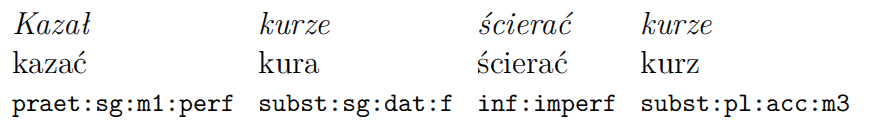 Kazał kurze ścierać kurze
kazać kura ścierać kurz
praet:sg:m1:perf subst:sg:dat:f inf:imperf subst:pl:acc:m3